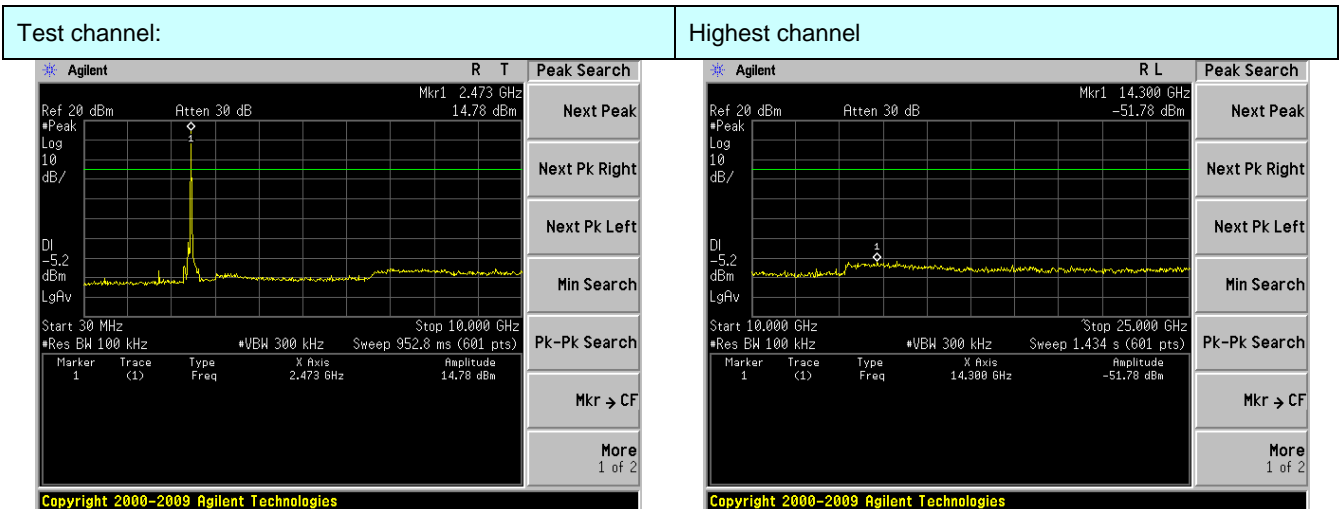 Test channel: Highest channel
Agilent R T Peak Search
Mkr1 2.473 GHz
Ref 20 dBm Atten 30 dB 14.78 dBm
#Peak
Log
10
dB/
1
DI
-5.2
dBm
LgAv
Start 30 MHz Stop 10.000 GHz
#Res BW 100 kHz #VBW 300 kHz Sweep 952.8 ms (601 pts)
Marker Trace Type X Axis Amplitude
1 (1) Freq 2.473 GHz 14.78 dBm
Next Peak
Next Pk Right
Next Pk Left
Min Search
Pk-Pk Search
Mkr → CF
More
1 of 2
Copyright 2000-2009 Agilent Technologies
Agilent R L Peak Search
Mkr1 14.300 GHz
Ref 20 dBm Atten 30 dB -51.78 dBm
#Peak
Log
10
dB/
1
DI
-5.2
dBm
LgAv
Start 10.000 GHz Stop 25.000 GHz
#Res BW 100 kHz #VBW 300 kHz Sweep 1.434 s (601 pts)
Marker Trace Type X Axis Amplitude
1 (1) Freq 14.300 GHz -51.78 dBm
Next Peak
Next Pk Right
Next Pk Left
Min Search
Pk-Pk Search
Mkr → CF
More
1 of 2
Copyright 2000-2009 Agilent Technologies